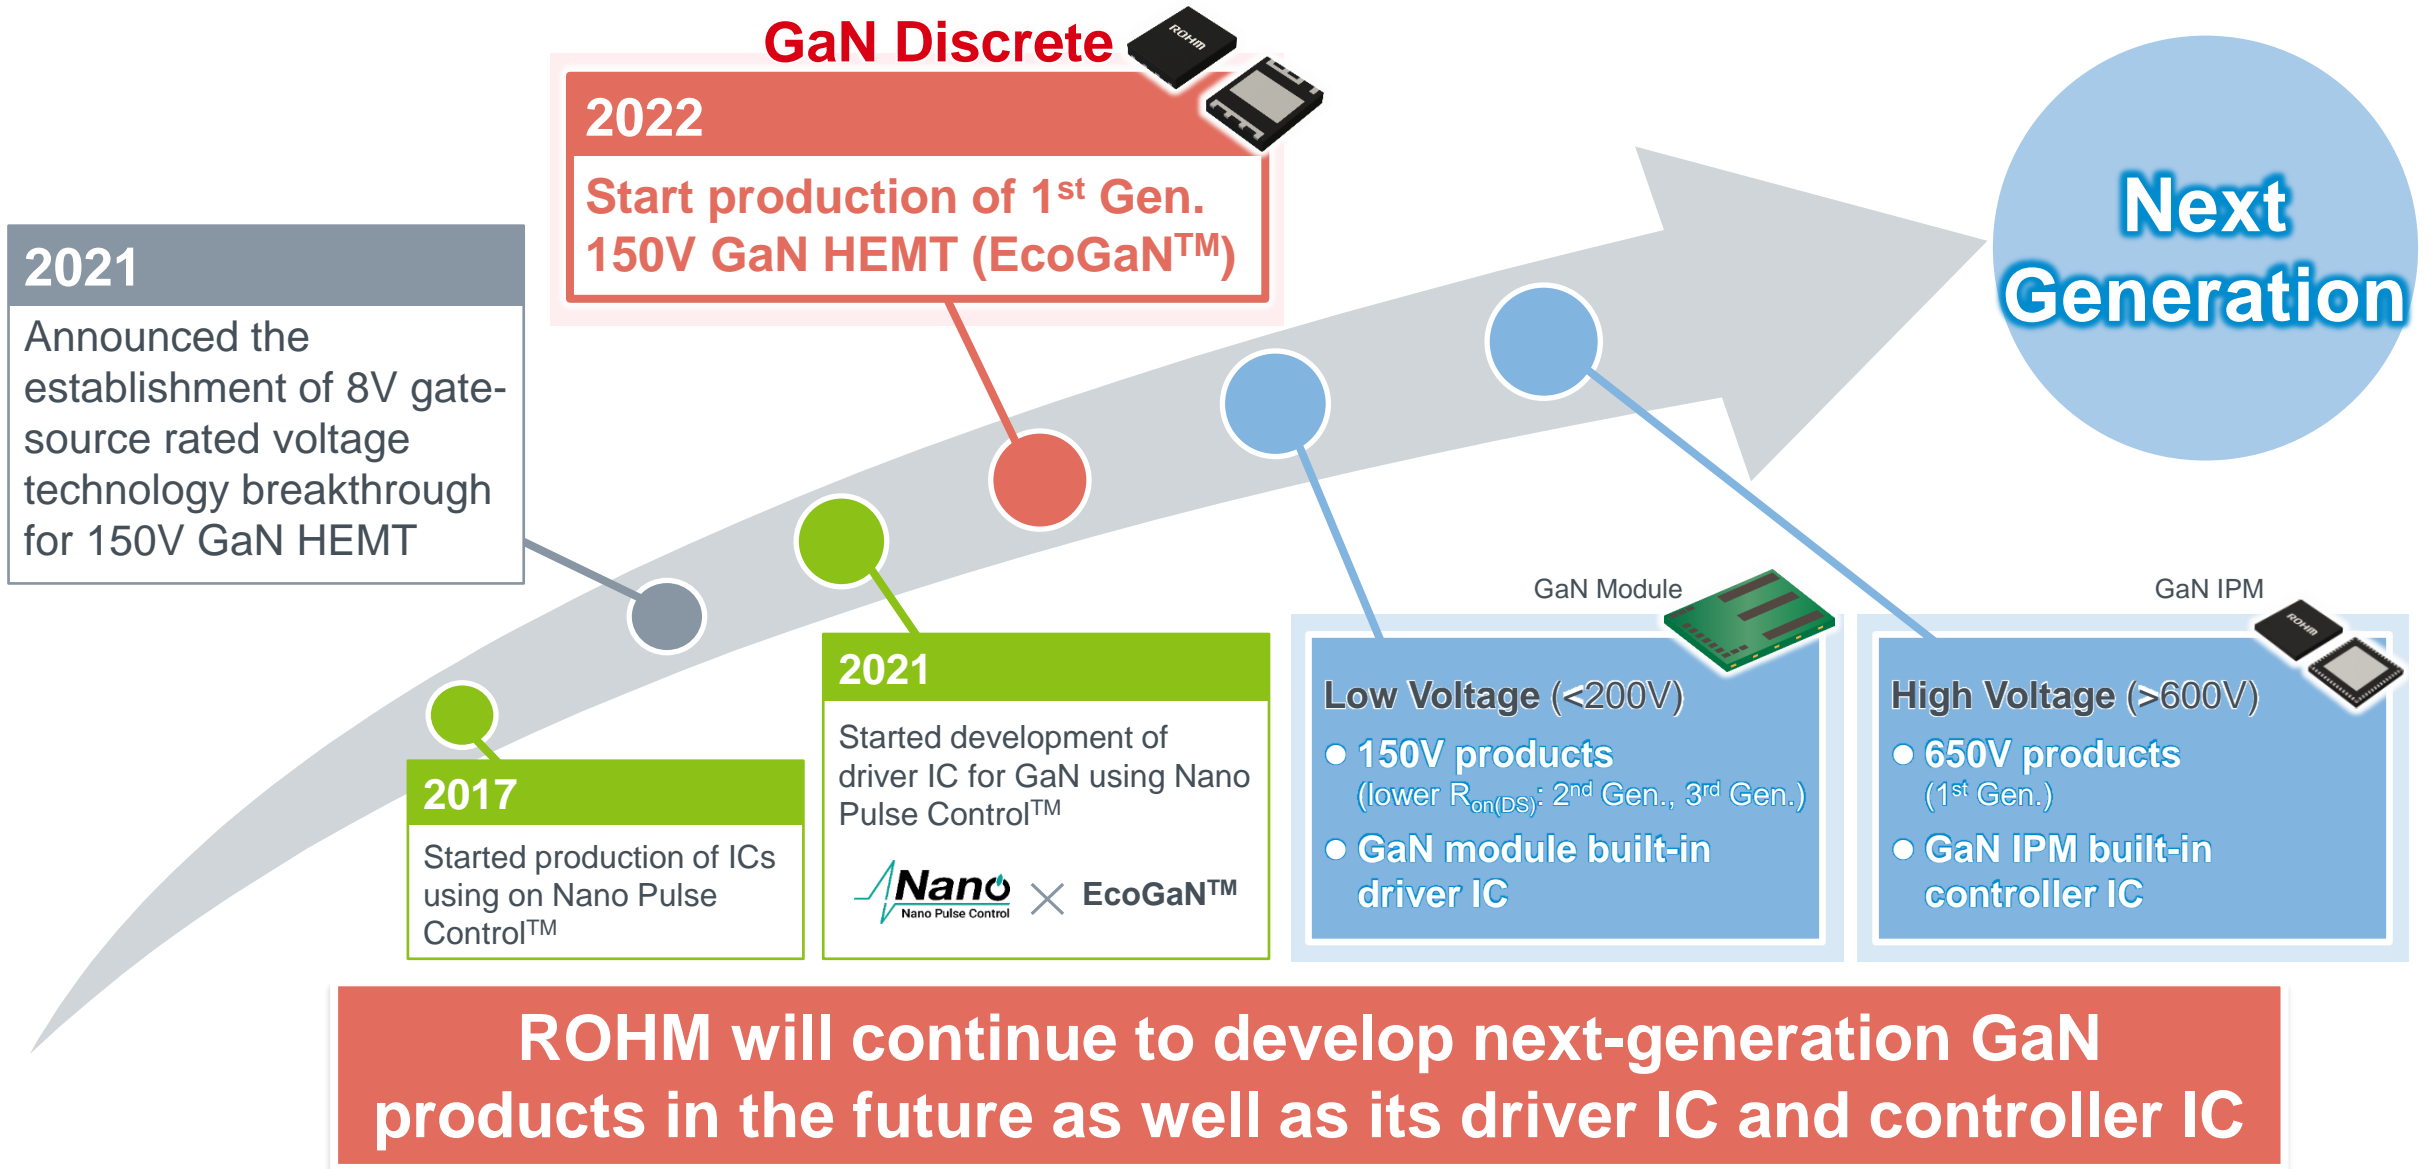 GaN Discrete
ROHM
2022
Start production of 1st Gen.
150V GaN HEMT (EcoGaN™)
2021
Announced the
establishment of 8V gate-
source rated voltage
technology breakthrough
for 150V GaN HEMT
Next
Generation
2017
Started production of ICs
using on Nano Pulse
Control™
2021
Started development of
driver IC for GaN using Nano
Pulse Control™
Nano
Nano Pulse Control
× EcoGaN™
GaN Module
Low Voltage (<200V)
● 150V products
(lower Ron(DS): 2nd Gen., 3rd Gen.)
● GaN module built-in
driver IC
GaN IPM
ROHM
High Voltage (>600V)
● 650V products
(1st Gen.)
● GaN IPM built-in
controller IC
ROHM will continue to develop next-generation GaN
products in the future as well as its driver IC and controller IC